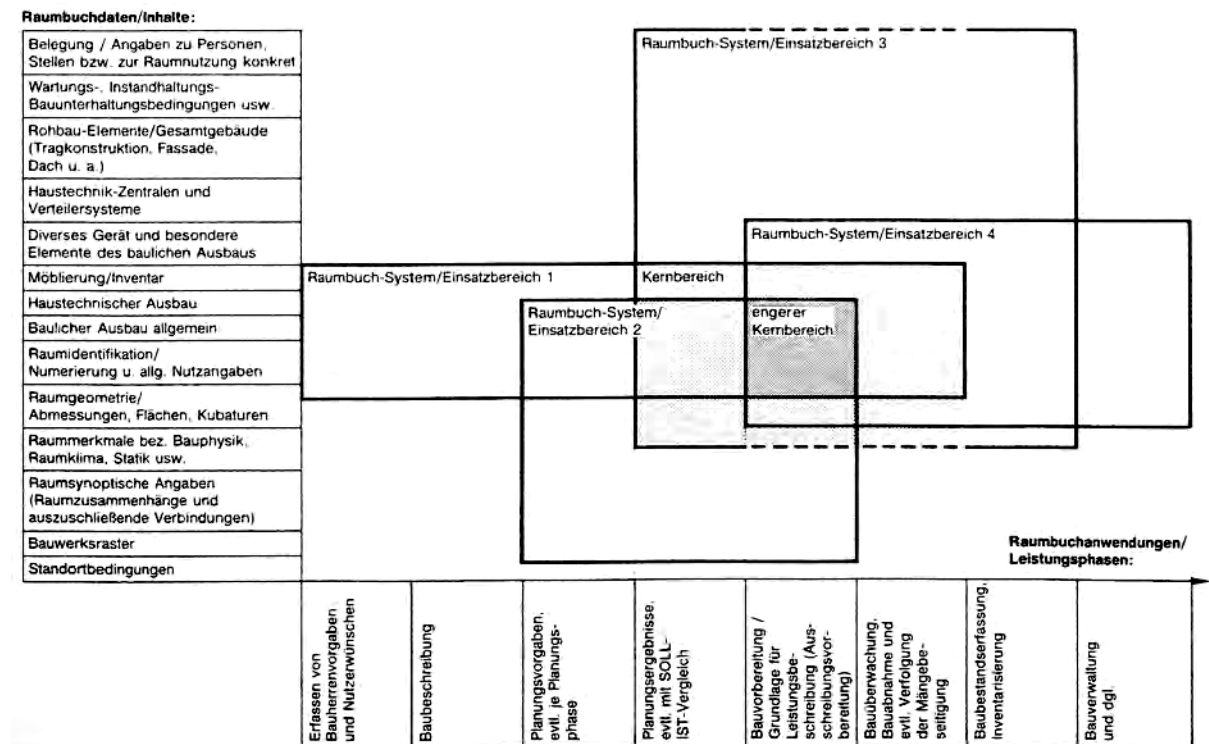 Raumbuchdaten/Inhalte:
Belegung / Angaben zu Personen,
Stellen bzw. zur Raumnutzung konkret
Wartungs-, Instandhaltungs-
Bauunterhaltungsbedingungen usw.
Rohbau-Elemente/Gesamtgebäude
(Tragkonstruktion, Fassade,
Dach u. a.)
Haustechnik-Zentralen und
Verteilersysteme
Diverses Gerät und besondere
Elemente des baulichen Ausbaus
Möblierung/Inventar
Haustechnischer Ausbau
Baulicher Ausbau allgemein
Raumidentifikation/
Numerierung u. allg. Nutzangaben
Raumgeometrie/
Abmessungen, Flächen, Kubaturen
Raummerkmale bez. Bauphysik,
Raumklima, Statik usw.
Raumsynoptische Angaben
(Raumzusammenhänge und
auszuschließende Verbindungen)
Bauwerksraster
Standortbedingungen
Raumbuch-System/Einsatzbereich 3
Raumbuch-System/Einsatzbereich 4
Raumbuch-System/Einsatzbereich 1
Kernbereich
Raumbuch-System/
Einsatzbereich 2
engerer
Kernbereich
Raumbuchanwendungen/
Leistungsphasen:
Erfassen von
Bauherrenvorgaben
und Nutzerwünschen
Baubeschreibung
Planungsvorgaben,
evtl. je Planungs-
phase
Planungsergebnisse,
evtl. mit SOLL-
IST-Vergleich
Bauvorbereitung /
Grundlage für
Leistungsbe-
schreibung (Aus-
schreibungsvor-
bereitung)
Bauüberwachung,
Bauabnahme und
evtl. Verfolgung
der Mängelbe-
seitigung
Baubestandserfassung,
Inventarisierung
Bauverwaltung
und dgl.